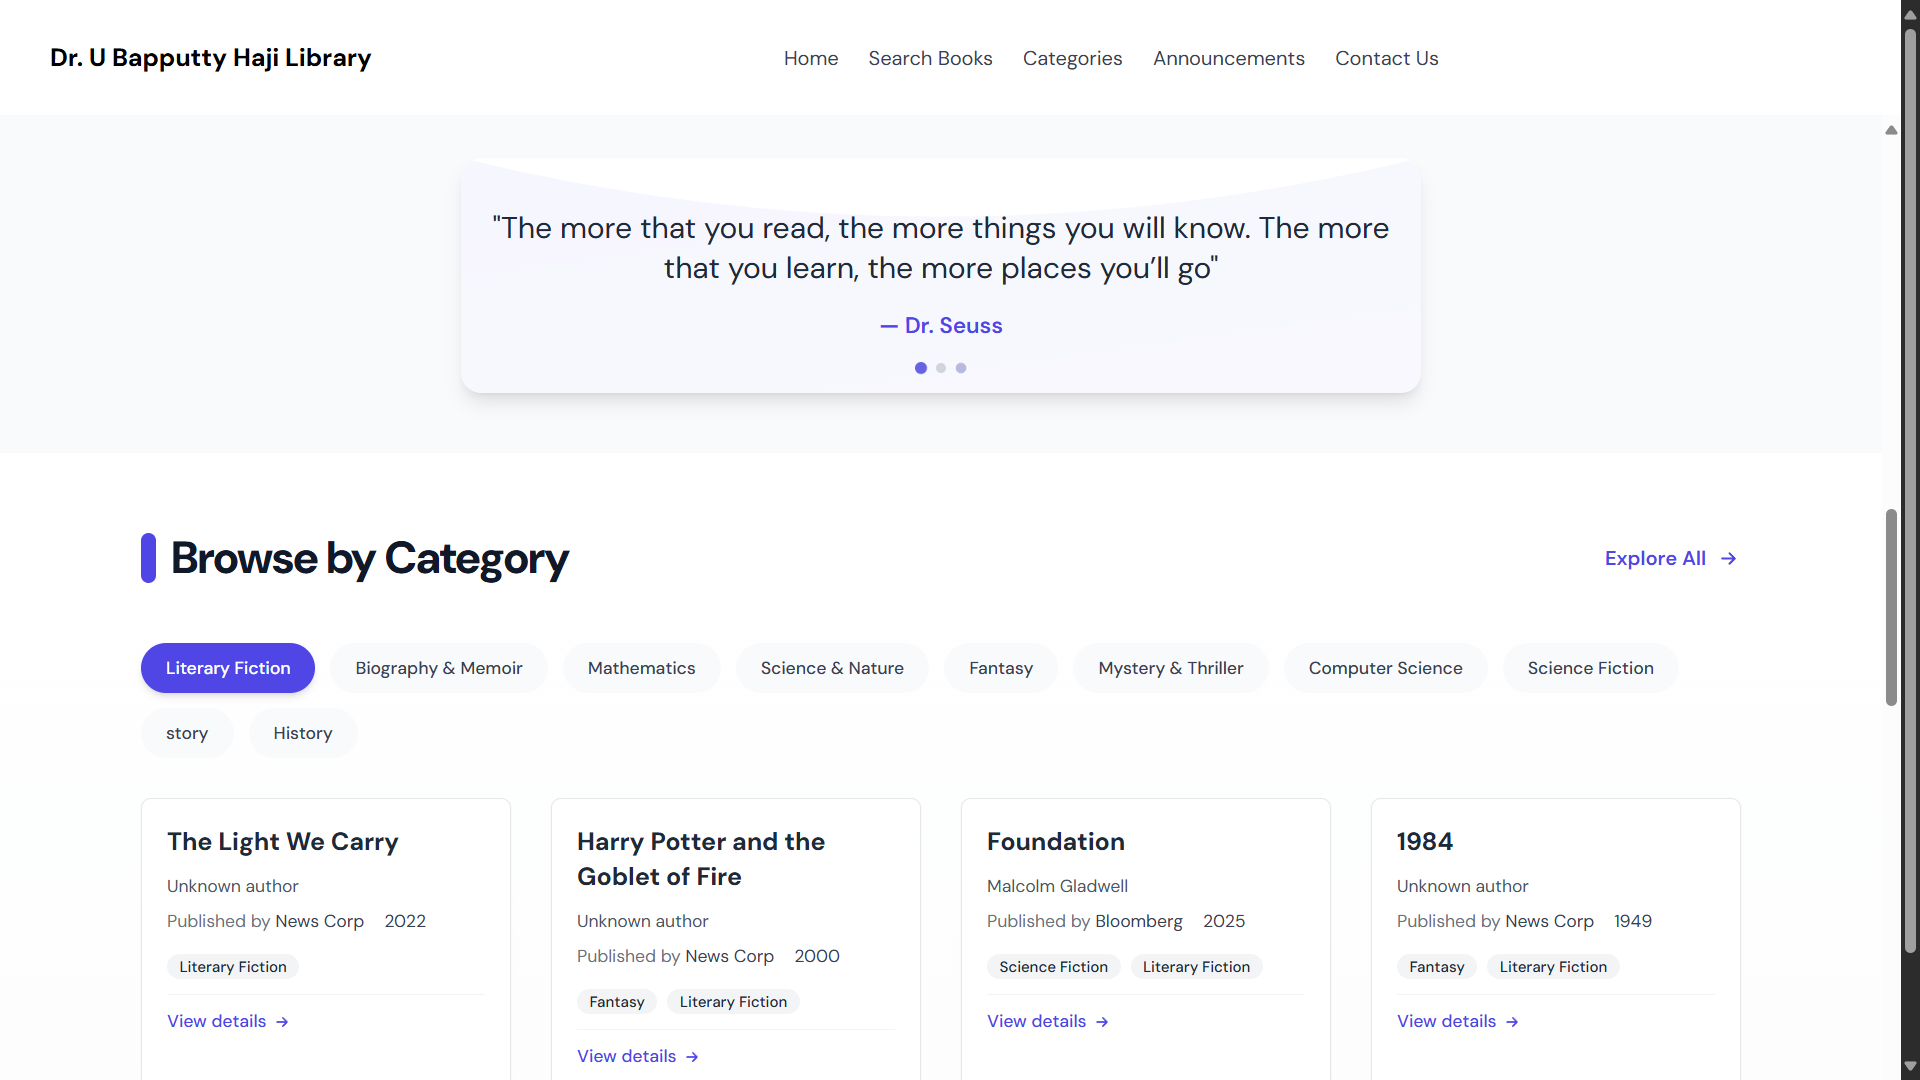 Dr. U Bapputty Haji Library
Home
Search Books
Categories
Announcements
Contact Us
"The more that you read, the more things you will know. The more
that you learn, the more places you’ll go"
— Dr. Seuss
Browse by Category
Explore All →
Literary Fiction
Biography & Memoir
Mathematics
Science & Nature
Fantasy
Mystery & Thriller
Computer Science
Science Fiction
story
History
The Light We Carry
Unknown author
Published by News Corp 2022
Literary Fiction
View details →
Harry Potter and the
Goblet of Fire
Unknown author
Published by News Corp 2000
Fantasy
Literary Fiction
View details →
Foundation
Malcolm Gladwell
Published by Bloomberg 2025
Science Fiction
Literary Fiction
View details →
1984
Unknown author
Published by News Corp 1949
Fantasy
Literary Fiction
View details →